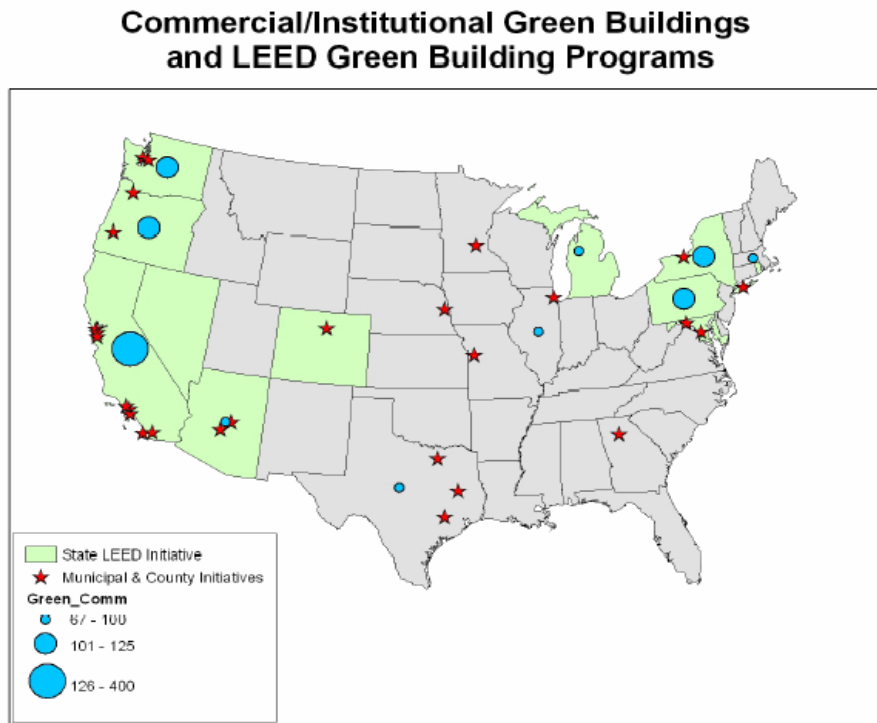 Commercial/Institutional Green Buildings
and LEED Green Building Programs
State LEED Initiative
Municipal & County Initiatives
Green_Comm
67 - 100
101 - 125
126 - 400